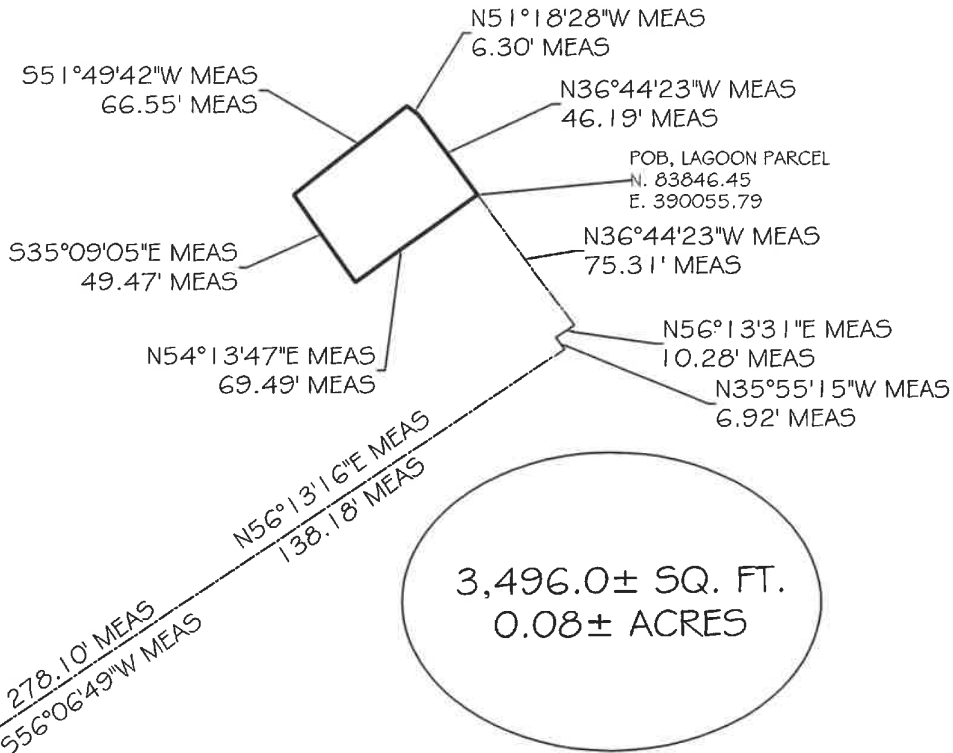 N51°18'28"W MEAS
6.30' MEAS
S51°49'42"W MEAS
66.55' MEAS
N36°44'23"W MEAS
46.19' MEAS
POB, LAGOON PARCEL
N. 83846.45
E. 390055.79
S35°09'05"E MEAS
49.47' MEAS
N36°44'23"W MEAS
75.31' MEAS
N54°13'47"E MEAS
69.49' MEAS
N56°13'31"E MEAS
10.28' MEAS
N35°55'15"W MEAS
6.92' MEAS
N56°13'16"E MEAS
138.18' MEAS
3,496.0± SQ. FT.
0.08± ACRES
278.10' MEAS
S56°06'49"W MEAS